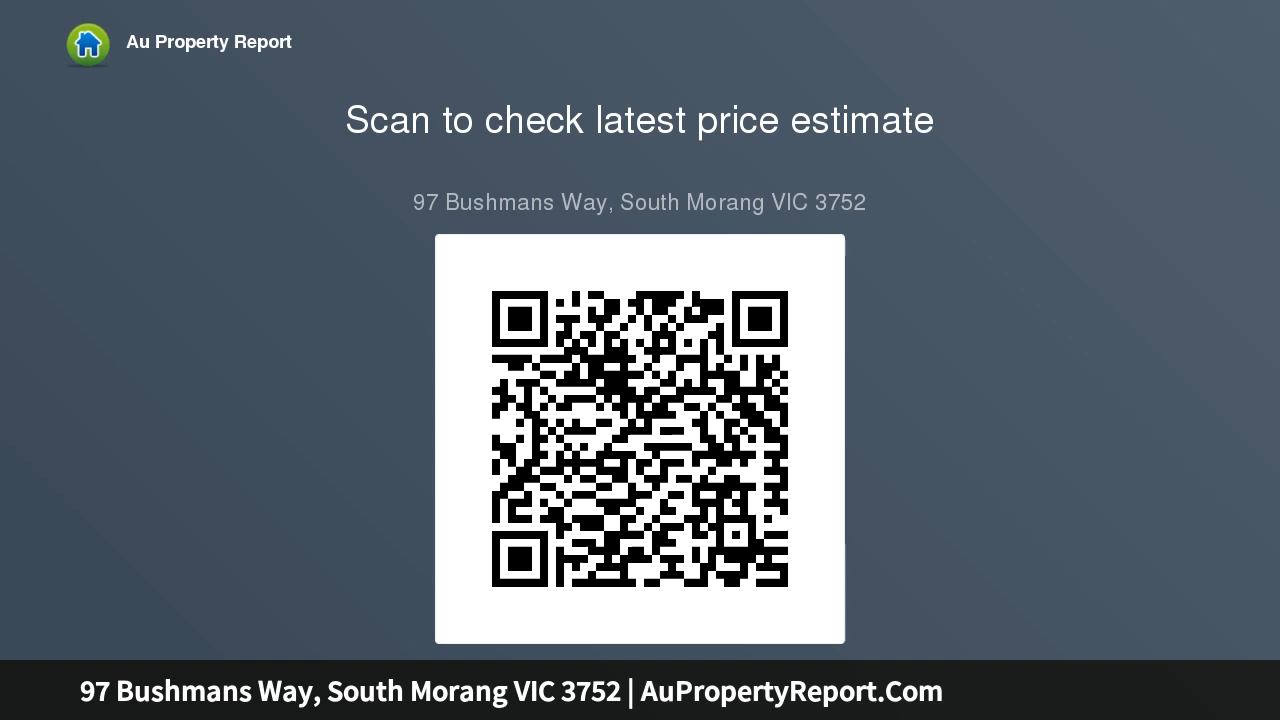 Au Property Report
Scan to check latest price estimate
97 Bushmans Way, South Morang VIC 3752
97 Bushmans Way, South Morang VIC 3752 | AuPropertyReport.Com